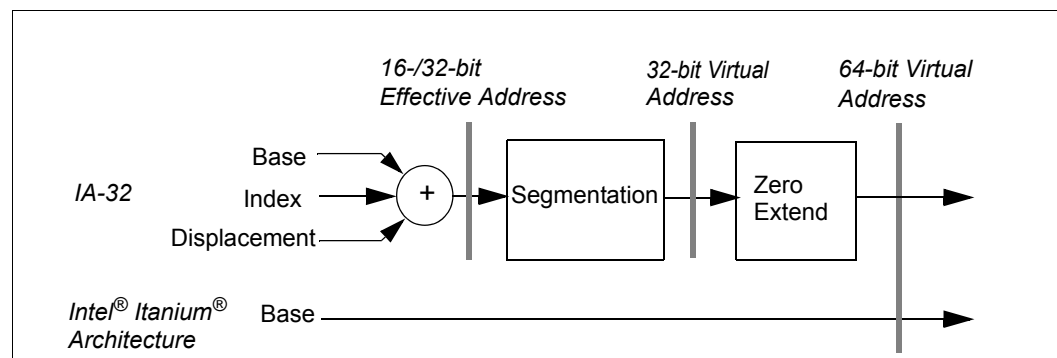 16-/32-bit
Effective Address
32-bit Virtual
Address
64-bit Virtual
Address
IA-32
Base
Index
Displacement
+
Segmentation
Zero
Extend
Intel® Itanium®
Architecture
Base